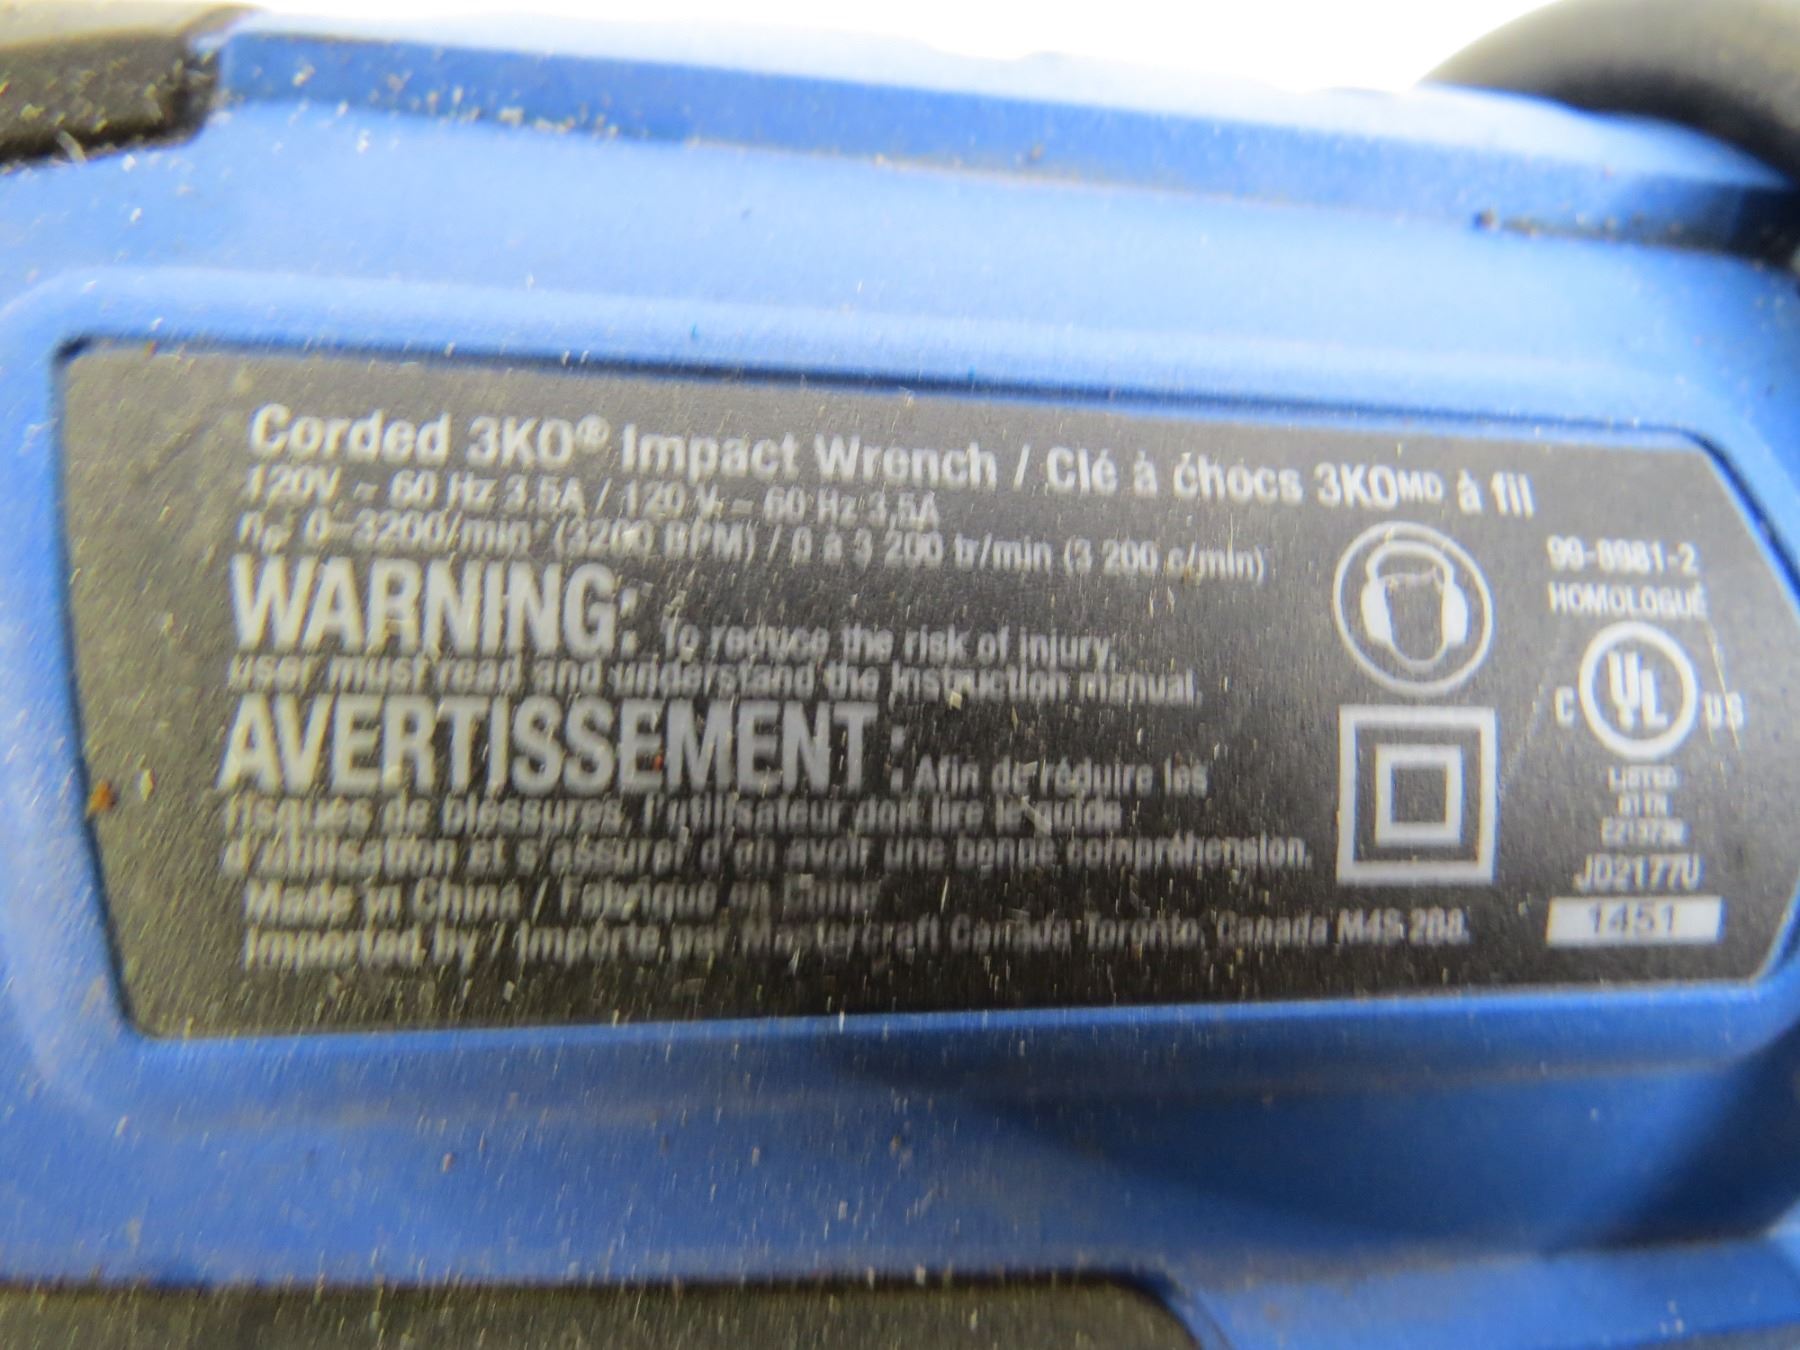 Corded 3KO® Impact Wrench / Clé à chocs 3KOMD à fil
120V ~ 60 Hz 3.5A / 120 V ~ 60 Hz 3,5A
n₀: 0–3200/min (3200 BPM) / 0 à 3 200 tr/min (3 200 c/min)
WARNING: To reduce the risk of injury,
user must read and understand the instruction manual.
AVERTISSEMENT : Afin de réduire les
risques de blessures, l'utilisateur doit lire le guide
d'utilisation et s'assurer d'en avoir une bonne compréhension.
Made in China / Fabriqué en Chine
Imported by / Importé par Mastercraft Canada Toronto, Canada M4S 2B8
99-8981-2
HOMOLOGUÉ
C UL US
LISTED
JD2177U
1451